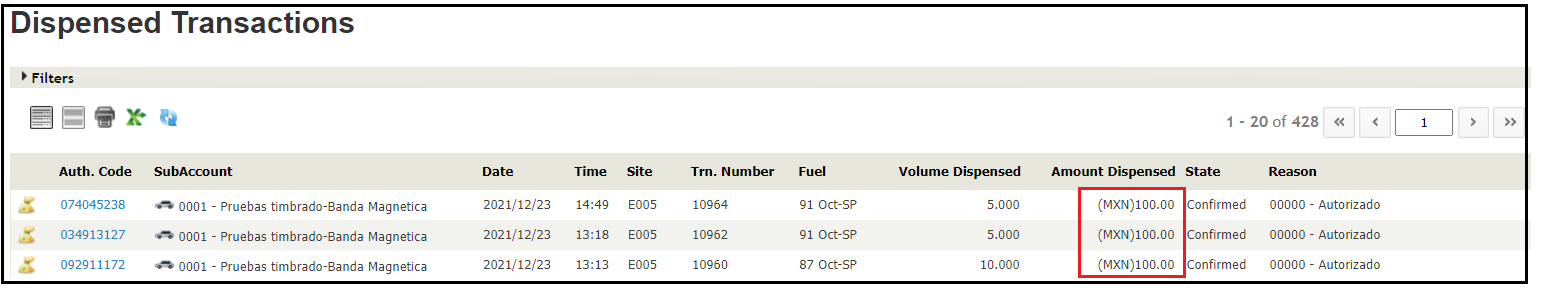 Dispensed Transactions
Filters
1 - 20 of 428 « ‹ 1 › »
Auth. Code SubAccount Date Time Site Trn. Number Fuel Volume Dispensed Amount Dispensed State Reason
074045238 0001 - Pruebas timbrado-Banda Magnetica 2021/12/23 14:49 E005 10964 91 Oct-SP 5.000 (MXN)100.00 Confirmed 00000 - Autorizado
034913127 0001 - Pruebas timbrado-Banda Magnetica 2021/12/23 13:18 E005 10962 91 Oct-SP 5.000 (MXN)100.00 Confirmed 00000 - Autorizado
092911172 0001 - Pruebas timbrado-Banda Magnetica 2021/12/23 13:13 E005 10960 87 Oct-SP 10.000 (MXN)100.00 Confirmed 00000 - Autorizado